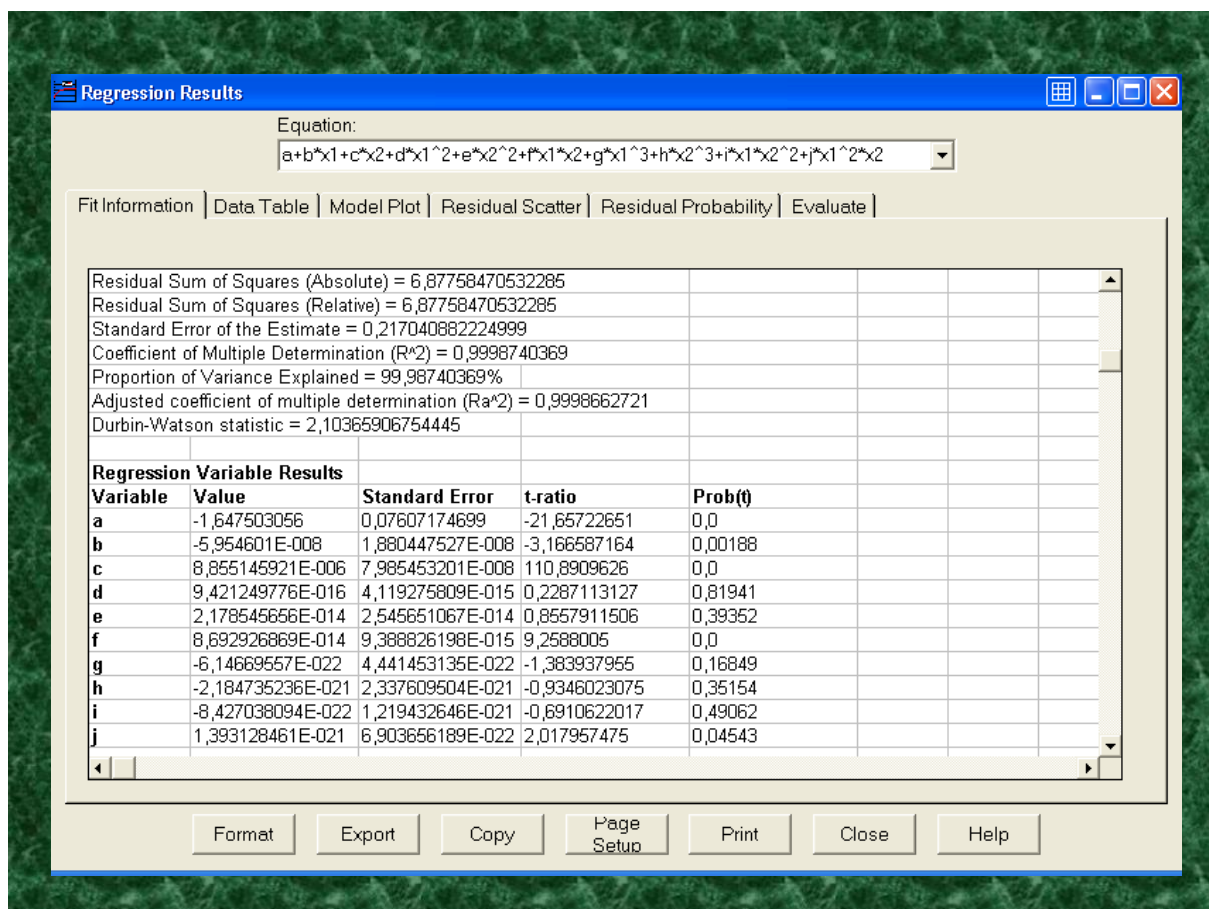 Regression Results
Equation:
a+b*x1+c*x2+d*x1^2+e*x2^2+f*x1*x2+g*x1^3+h*x2^3+i*x1*x2^2+j*x1^2*x2
Fit Information Data Table Model Plot Residual Scatter Residual Probability Evaluate
Residual Sum of Squares (Absolute) = 6,87758470532285
Residual Sum of Squares (Relative) = 6,87758470532285
Standard Error of the Estimate = 0,217040882224999
Coefficient of Multiple Determination (R^2) = 0,9998740369
Proportion of Variance Explained = 99,98740369%
Adjusted coefficient of multiple determination (Ra^2) = 0,9998662721
Durbin-Watson statistic = 2,10365906754445
Regression Variable Results
Variable Value Standard Error t-ratio Prob(t)
a -1,647503056 0,07607174699 -21,65722651 0,0
b -5,954601E-008 1,880447527E-008 -3,166587164 0,00188
c 8,855145921E-006 7,985453201E-008 110,8909626 0,0
d 9,421249776E-016 4,119275809E-015 0,2287113127 0,81941
e 2,178545656E-014 2,545651067E-014 0,8557911506 0,39352
f 8,692926869E-014 9,388826198E-015 9,2588005 0,0
g -6,14669557E-022 4,441453135E-022 -1,383937955 0,16849
h -2,184735236E-021 2,337609504E-021 -0,9346023075 0,35154
i -8,427038094E-022 1,219432646E-021 -0,6910622017 0,49062
j 1,393128461E-021 6,903656189E-022 2,017957475 0,04543
Format Export Copy Page Setup Print Close Help